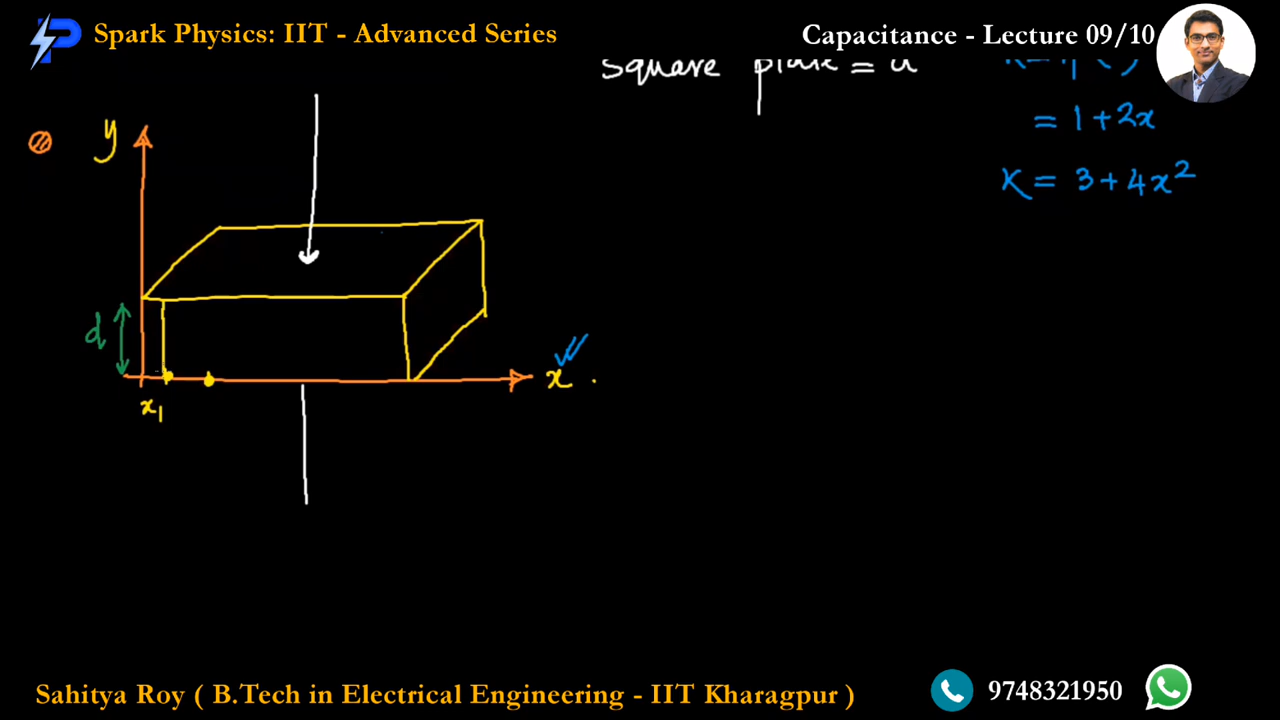 Spark Physics: IIT - Advanced Series
Capacitance - Lecture 09/10
square plate =
= 1+2x
K = 3+4x²
y
d
x
x₁
Sahitya Roy ( B.Tech in Electrical Engineering - IIT Kharagpur )
9748321950